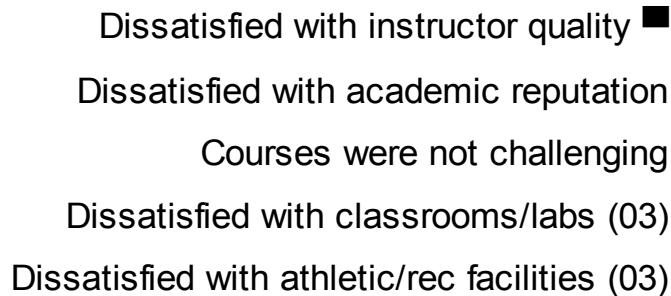 Dissatisfied with instructor quality
Dissatisfied with academic reputation
Courses were not challenging
Dissatisfied with classrooms/labs (03)
Dissatisfied with athletic/rec facilities (03)